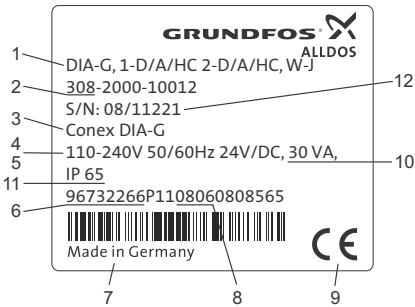 GRUNDFOS
ALLDOS
1 DIA-G, 1-D/A/HC 2-D/A/HC, W-J
2 308-2000-10012 12
S/N: 08/11221
3 Conex DIA-G
4 110-240V 50/60Hz 24V/DC, 30 VA,
5 10
11 IP 65
6 96732266P1108060808565
Made in Germany CE
7 8 9